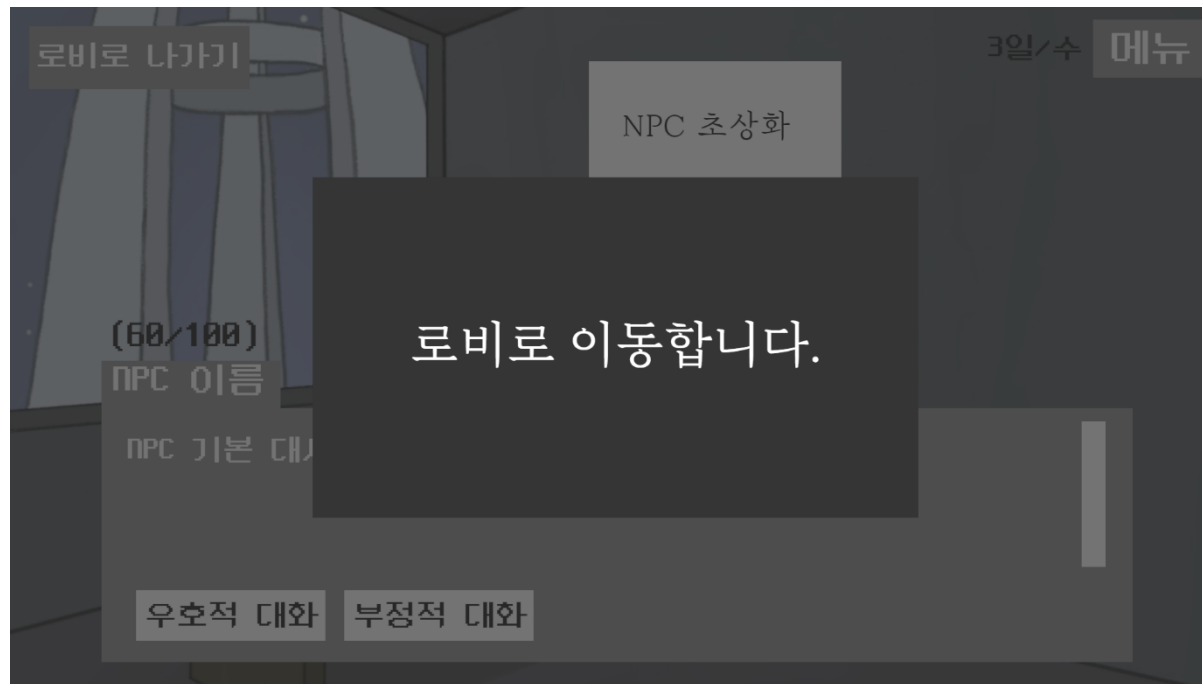 로비로 나가기
3일/수
메뉴
NPC 초상화
로비로 이동합니다.
(60/100)
NPC 이름
NPC 기본
우호적 대화
부정적 대화